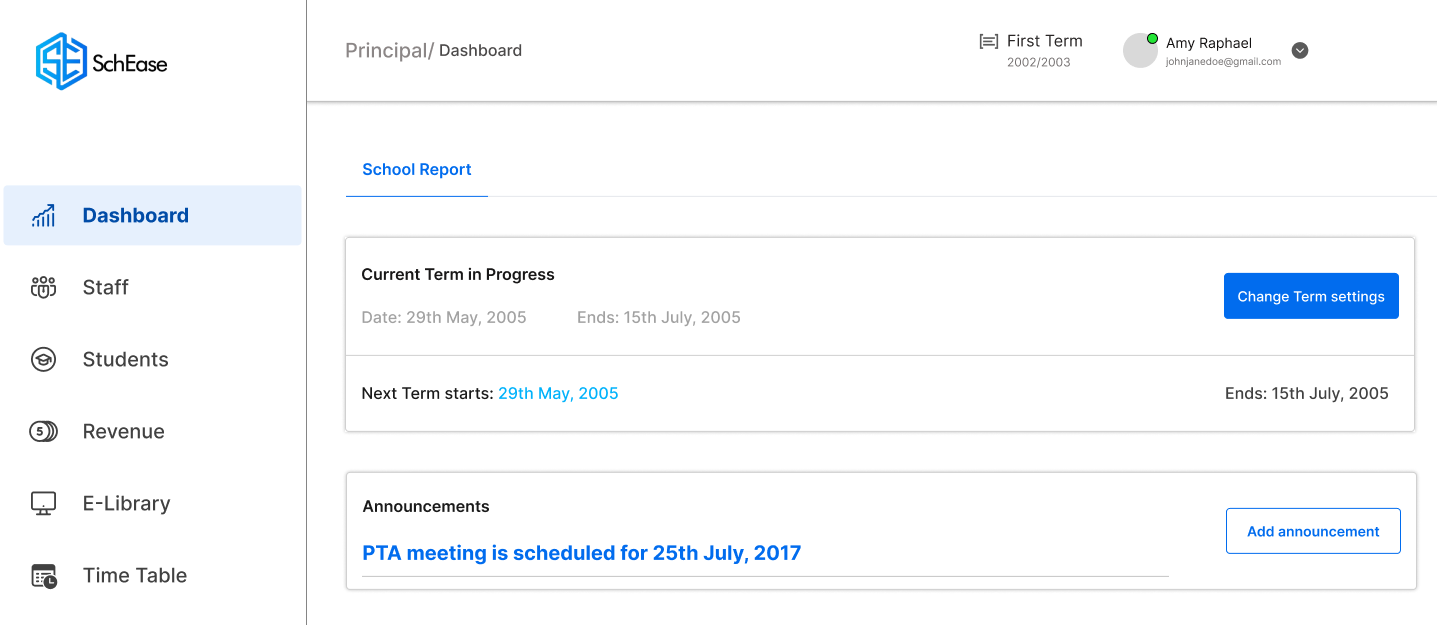 SchEase
Principal/ Dashboard
First Term
2002/2003
Amy Raphael
johnjanedoe@gmail.com
Dashboard
Staff
Students
5 Revenue
E-Library
Time Table
School Report
Current Term in Progress
Date: 29th May, 2005 Ends: 15th July, 2005
Change Term settings
Next Term starts: 29th May, 2005 Ends: 15th July, 2005
Announcements
PTA meeting is scheduled for 25th July, 2017
Add announcement